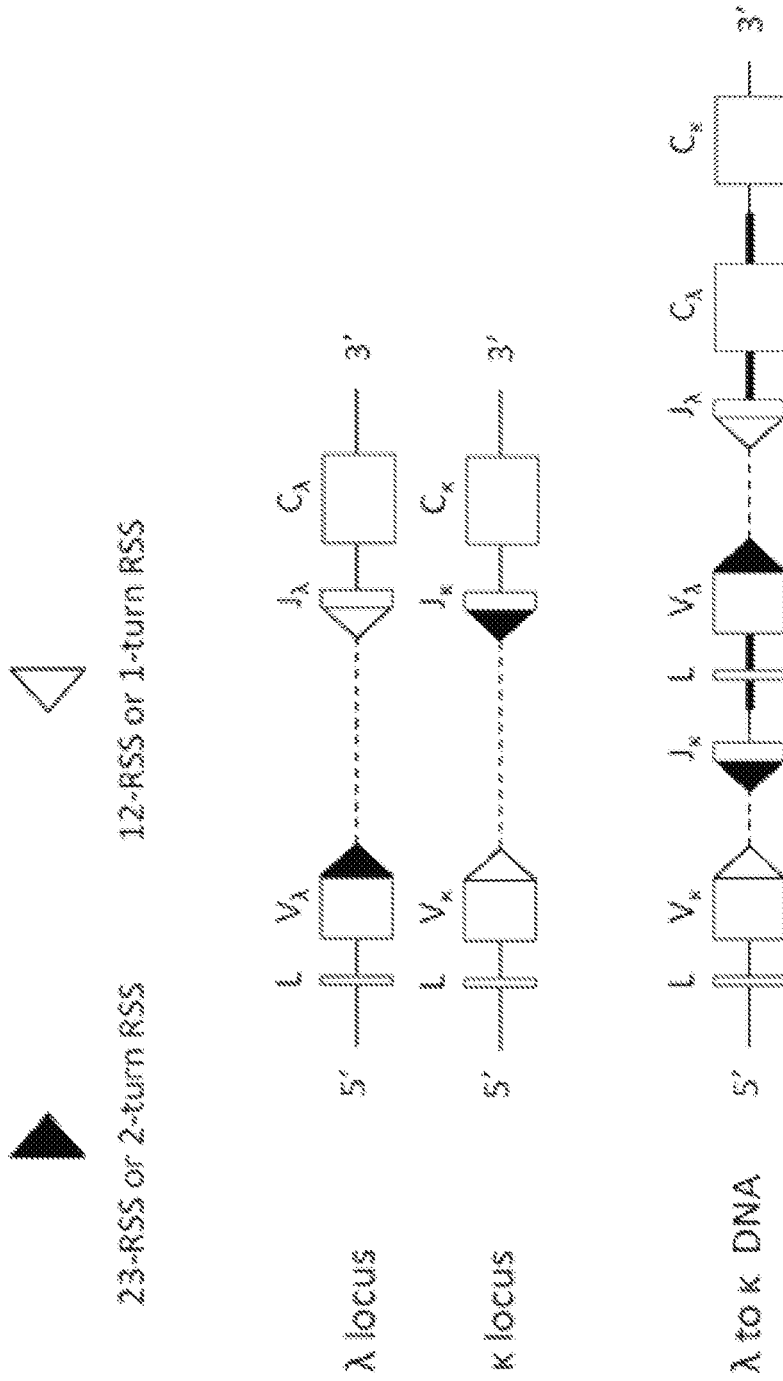 23-RSS or 2-turn RSS
12-RSS or 1-turn RSS
λ locus
5′ L Vλ Jλ Cλ 3′
κ locus
5′ L Vκ Jκ Cκ 3′
λ to κ DNA
5′ L Vκ Jκ L Vλ Jλ Cλ Cκ 3′